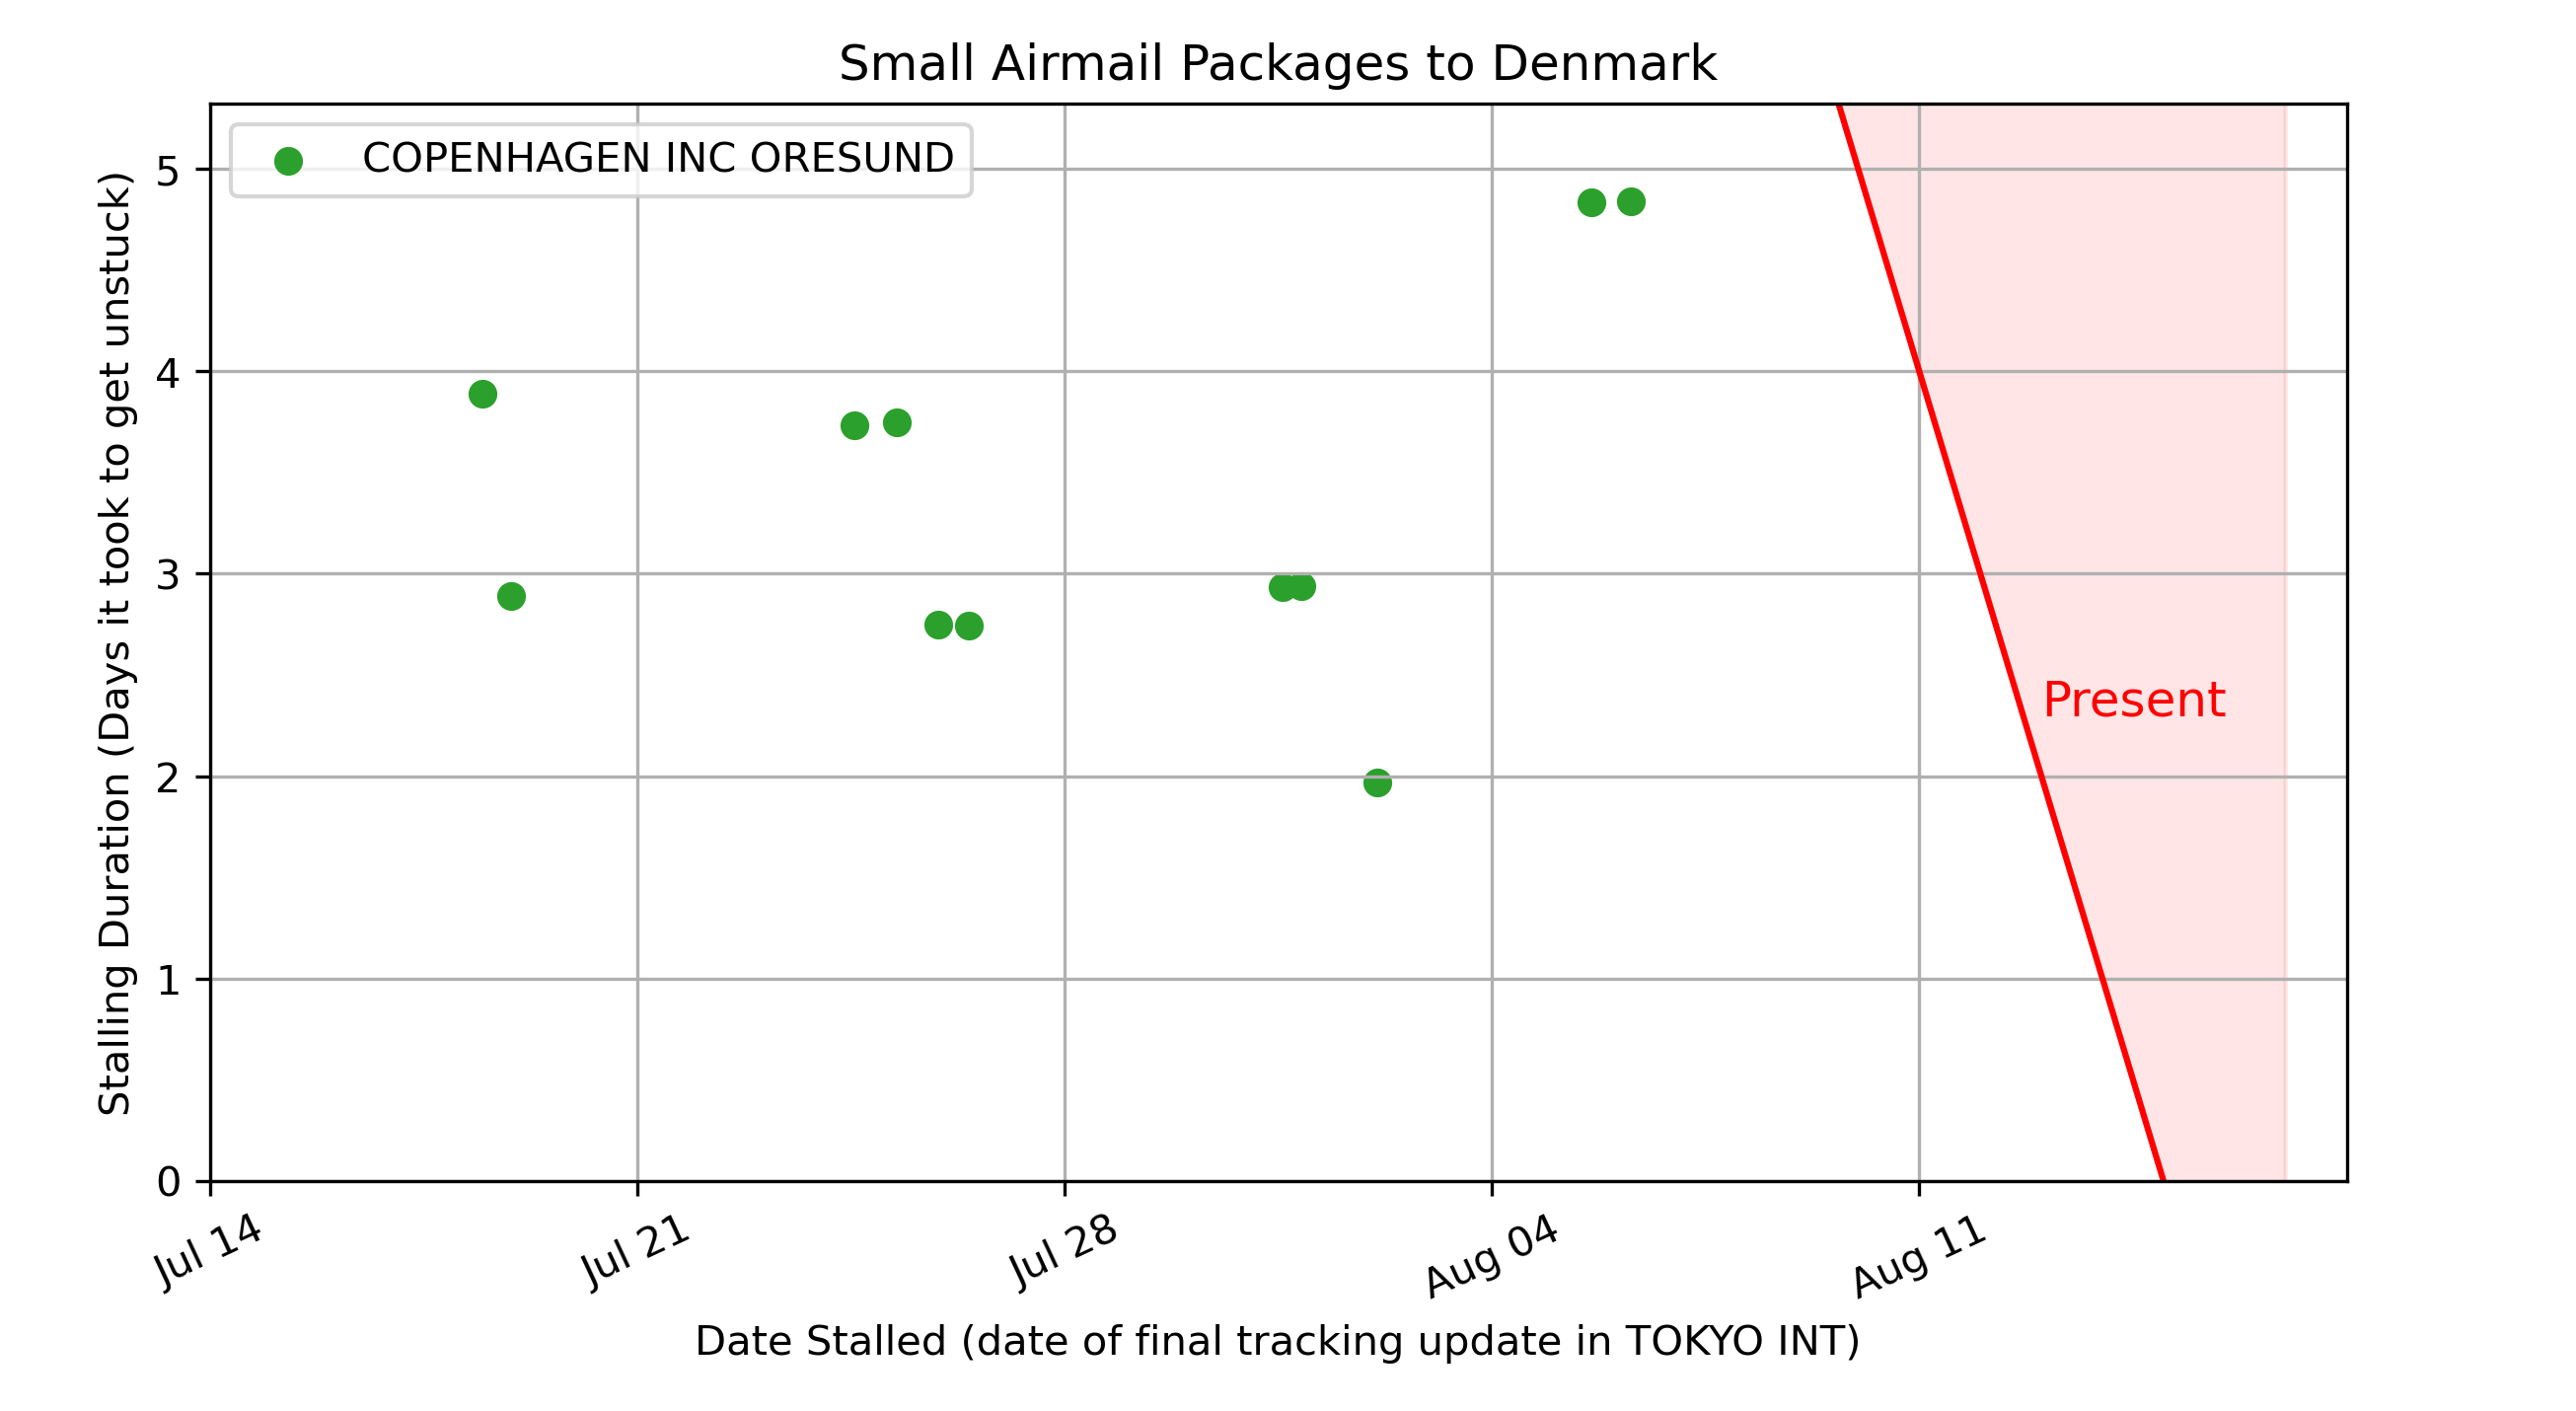 Small Airmail Packages to Denmark
COPENHAGEN INC ORESUND
Stalling Duration (Days it took to get unstuck)
5
4
3
2
1
0
Present
Jul 14
Jul 21
Jul 28
Aug 04
Aug 11
Date Stalled (date of final tracking update in TOKYO INT)